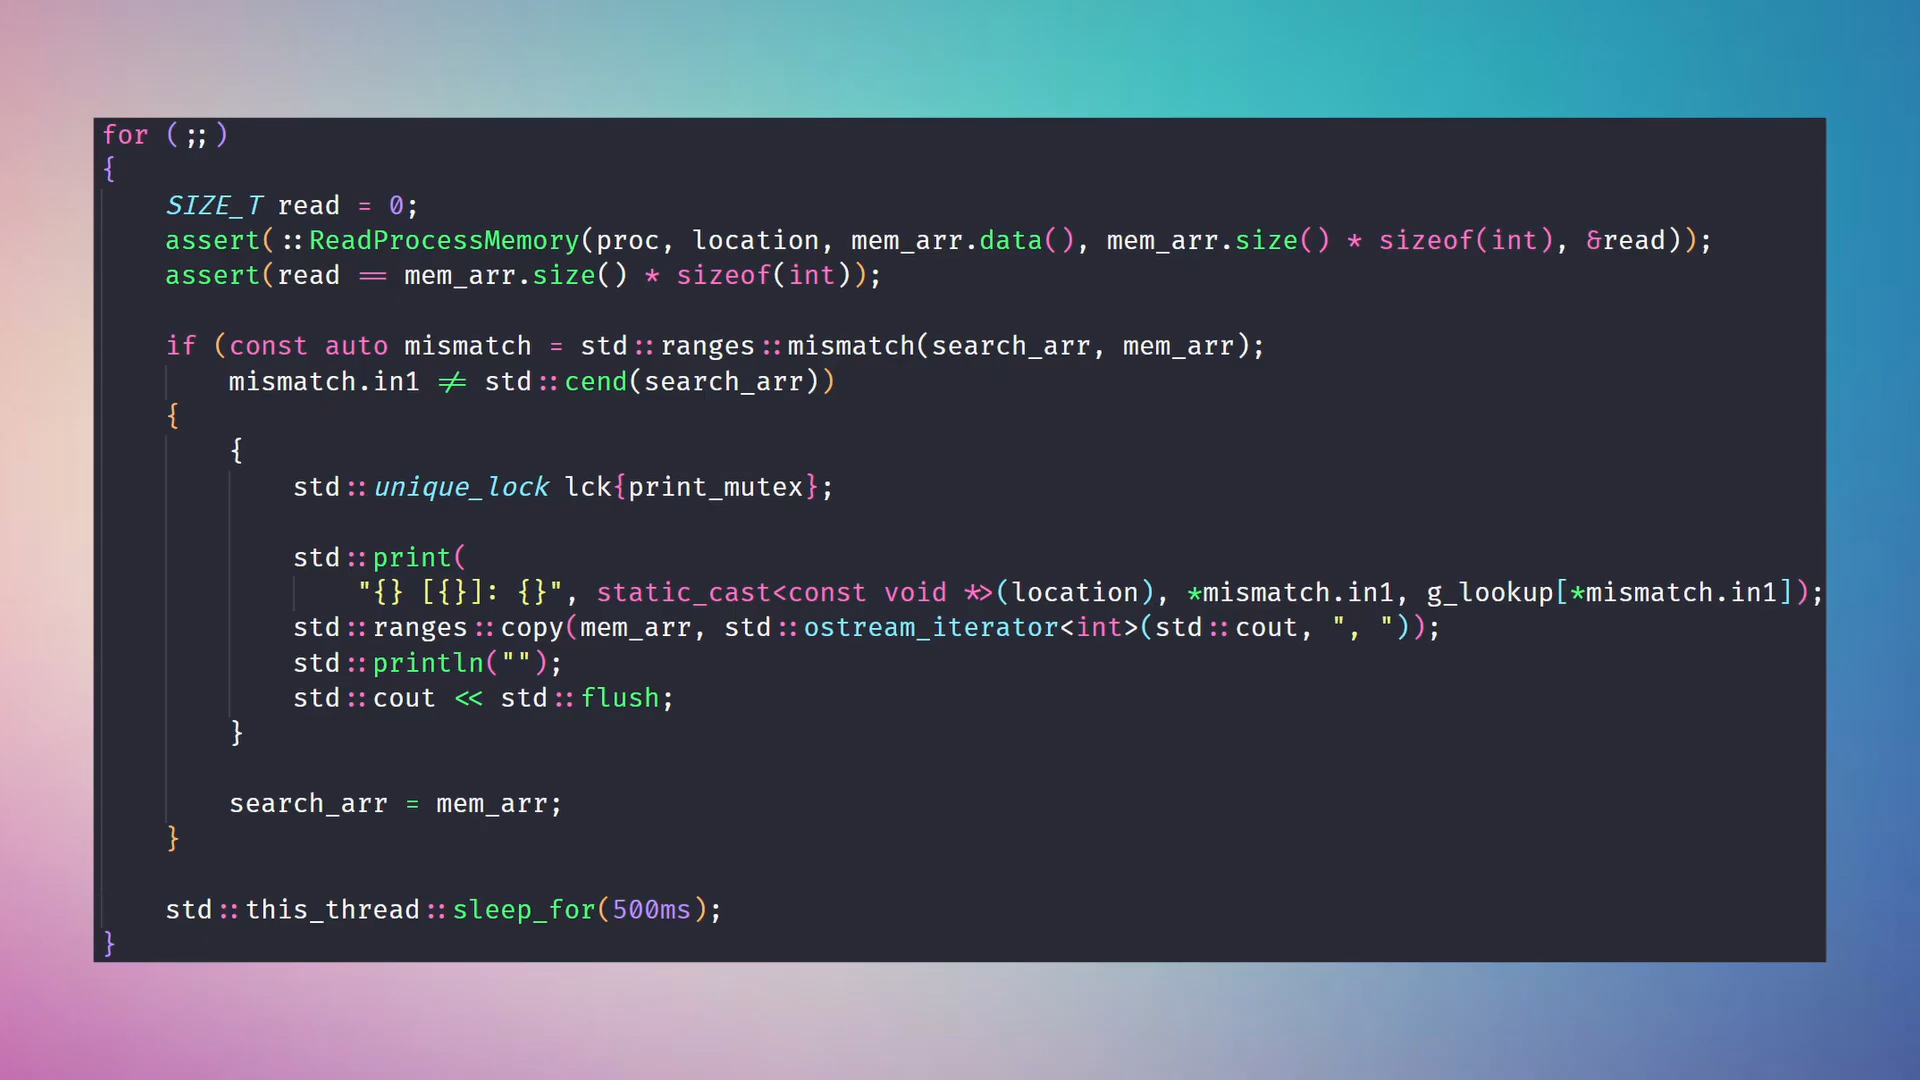 for (;;)
{
    SIZE_T read = 0;
    assert(::ReadProcessMemory(proc, location, mem_arr.data(), mem_arr.size() * sizeof(int), &read));
    assert(read == mem_arr.size() * sizeof(int));

    if (const auto mismatch = std::ranges::mismatch(search_arr, mem_arr);
        mismatch.in1 != std::cend(search_arr))
    {
        {
            std::unique_lock lck{print_mutex};

            std::print(
                "{} [{}]: {}", static_cast<const void *>(location), *mismatch.in1, g_lookup[*mismatch.in1]);
            std::ranges::copy(mem_arr, std::ostream_iterator<int>(std::cout, ", "));
            std::println("");
            std::cout << std::flush;
        }

        search_arr = mem_arr;
    }

    std::this_thread::sleep_for(500ms);
}